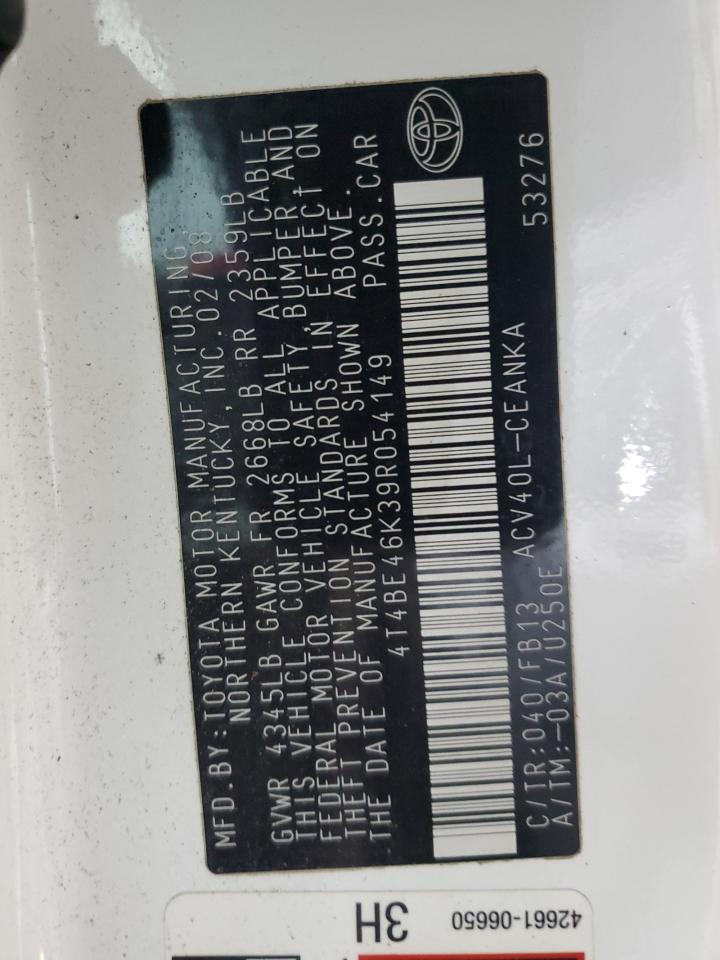 MFD.BY:TOYOTA MOTOR MANUFACTURING,
NORTHERN KENTUCKY, INC.02/08
GVWR 4345LB GAWR FR 2668LB RR 2359LB
THIS VEHICLE CONFORMS TO ALL APPLICABLE
FEDERAL MOTOR VEHICLE SAFETY, BUMPER, AND
THEFT PREVENTION STANDARDS IN EFFECT ON
THE DATE OF MANUFACTURE SHOWN ABOVE.
4T4BE46K39R054149 PASS.CAR
C/TR:040/FB13 ACV40L-CEANKA 53276
A/TM:-03A/U250E
3H
42661-06650